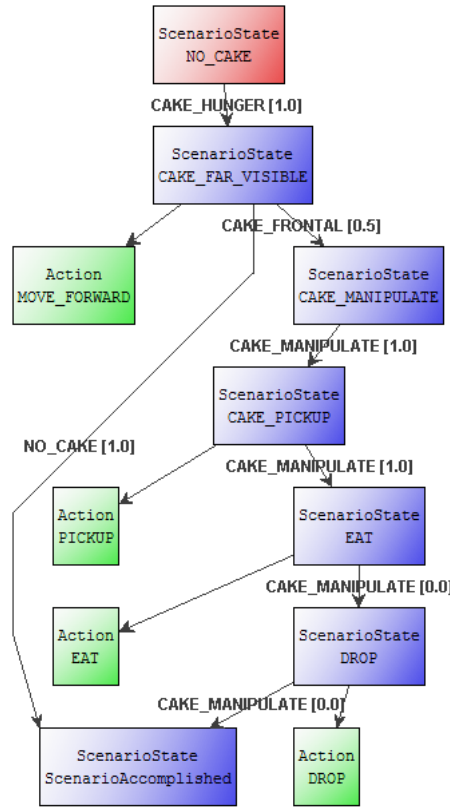 ScenarioState
NO_CAKE
CAKE_HUNGER [1.0]
ScenarioState
CAKE_FAR_VISIBLE
CAKE_FRONTAL [0.5]
Action
MOVE_FORWARD
ScenarioState
CAKE_MANIPULATE
CAKE_MANIPULATE [1.0]
ScenarioState
CAKE_PICKUP
NO_CAKE [1.0]
CAKE_MANIPULATE [1.0]
Action
PICKUP
ScenarioState
EAT
CAKE_MANIPULATE [0.0]
Action
EAT
ScenarioState
DROP
CAKE_MANIPULATE [0.0]
ScenarioState
ScenarioAccomplished
Action
DROP